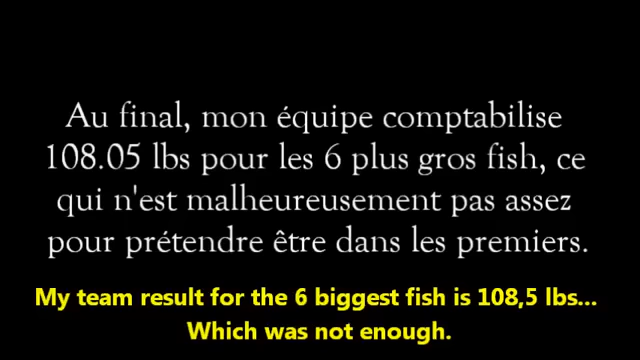 Au final, mon équipe comptabilise
108.05 lbs pour les 6 plus gros fish, ce
qui n'est malheureusement pas assez
pour prétendre être dans les premiers.
My team result for the 6 biggest fish is 108,5 lbs...
Which was not enough.